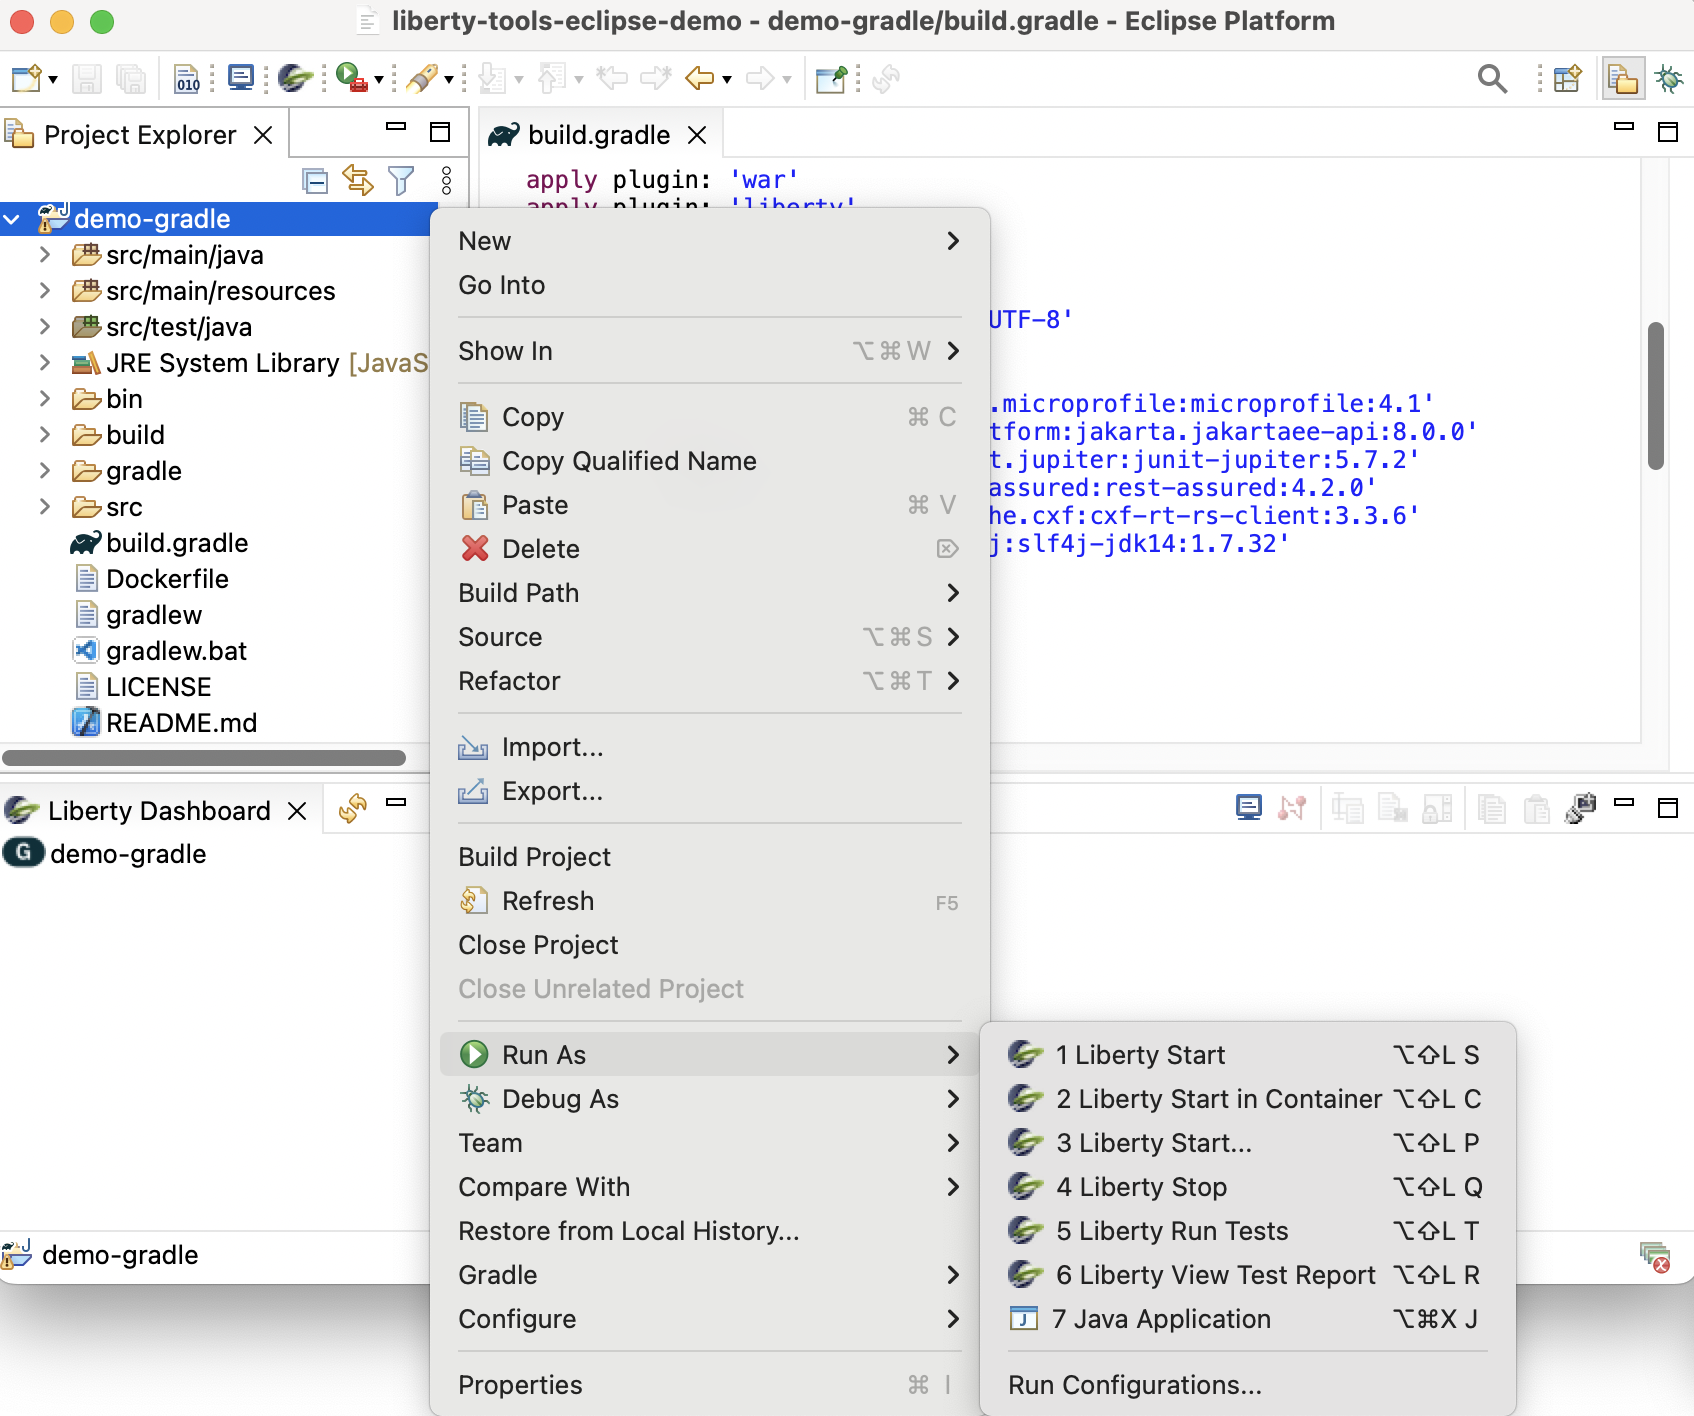 liberty-tools-eclipse-demo - demo-gradle/build.gradle - Eclipse Platform
010
Project Explorer
build.gradle
apply plugin: 'war'
apply plugin: 'liberty'
UTF-8'
.microprofile:microprofile:4.1'
tform:jakarta.jakartaee-api:8.0.0'
t.jupiter:junit-jupiter:5.7.2'
assured:rest-assured:4.2.0'
he.cxf:cxf-rt-rs-client:3.3.6'
j:slf4j-jdk14:1.7.32'
demo-gradle
src/main/java
src/main/resources
src/test/java
JRE System Library [JavaS
bin
build
gradle
src
build.gradle
Dockerfile
gradlew
gradlew.bat
LICENSE
README.md
Liberty Dashboard
G demo-gradle
demo-gradle
New
Go Into
Show In ⌥⌘W
Copy ⌘ C
Copy Qualified Name
Paste ⌘ V
Delete ⌦
Build Path
Source ⌥⌘S
Refactor ⌥⌘T
Import...
Export...
Build Project
Refresh F5
Close Project
Close Unrelated Project
Run As
Debug As
Team
Compare With
Restore from Local History...
Gradle
Configure
Properties ⌘ I
1 Liberty Start ⌥⇧L S
2 Liberty Start in Container ⌥⇧L C
3 Liberty Start... ⌥⇧L P
4 Liberty Stop ⌥⇧L Q
5 Liberty Run Tests ⌥⇧L T
6 Liberty View Test Report ⌥⇧L R
7 Java Application ⌥⌘X J
Run Configurations...